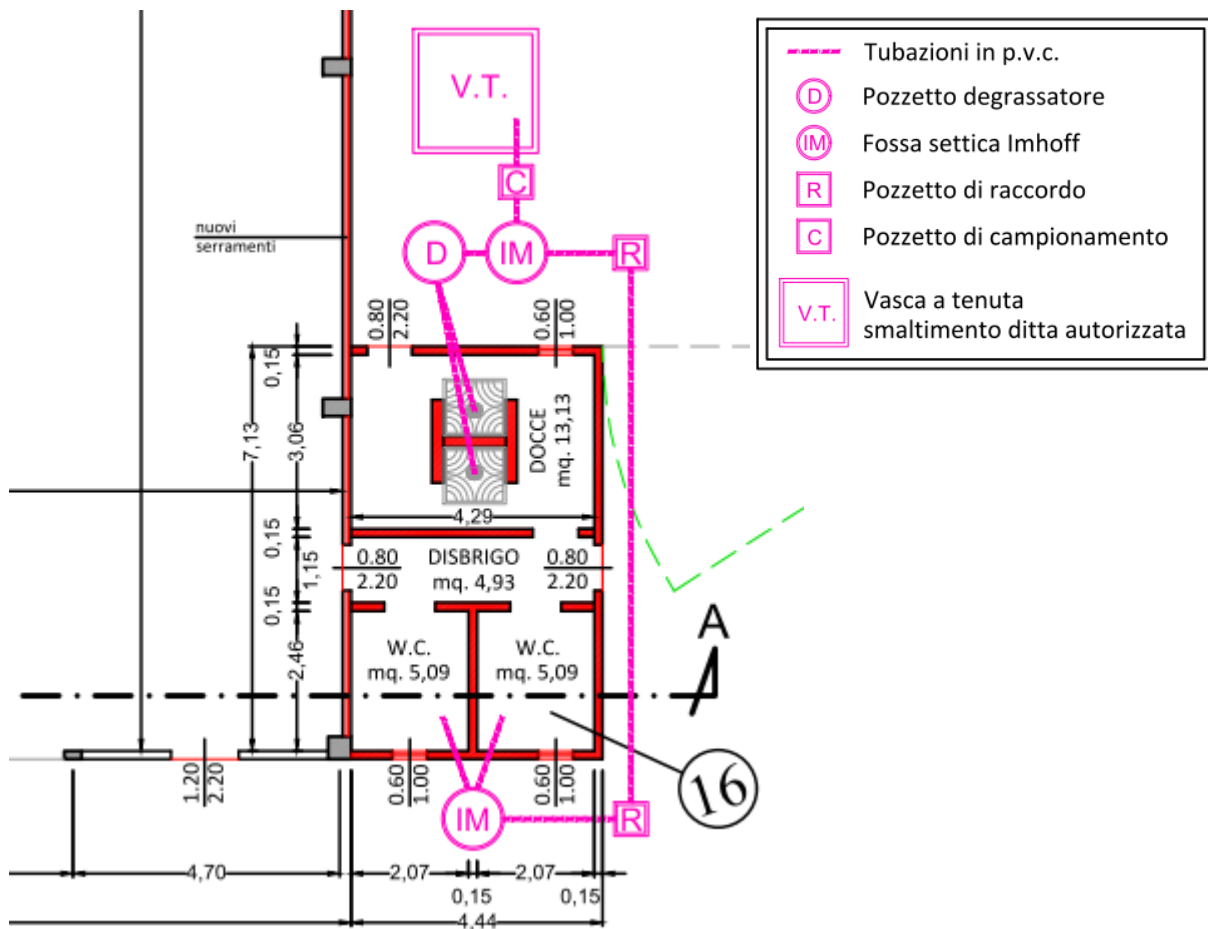 V.T.
C
D
IM
R
nuovi
serramenti
0.80
2.20
0.60
1.00
0,15
7,13
3,06
DOCCE
mq. 13,13
4,29
0,15
1,15
0,15
0.80
2.20
DISBRIGO
mq. 4,93
0.80
2.20
A
W.C.
mq. 5,09
W.C.
mq. 5,09
2,46
1.20
2.20
0.60
1.00
0.60
1.00
16
IM
R
4,70
2,07
2,07
0,15
0,15
4,44
Tubazioni in p.v.c.
D
Pozzetto degrassatore
IM
Fossa settica Imhoff
R
Pozzetto di raccordo
C
Pozzetto di campionamento
V.T.
Vasca a tenuta
smaltimento ditta autorizzata